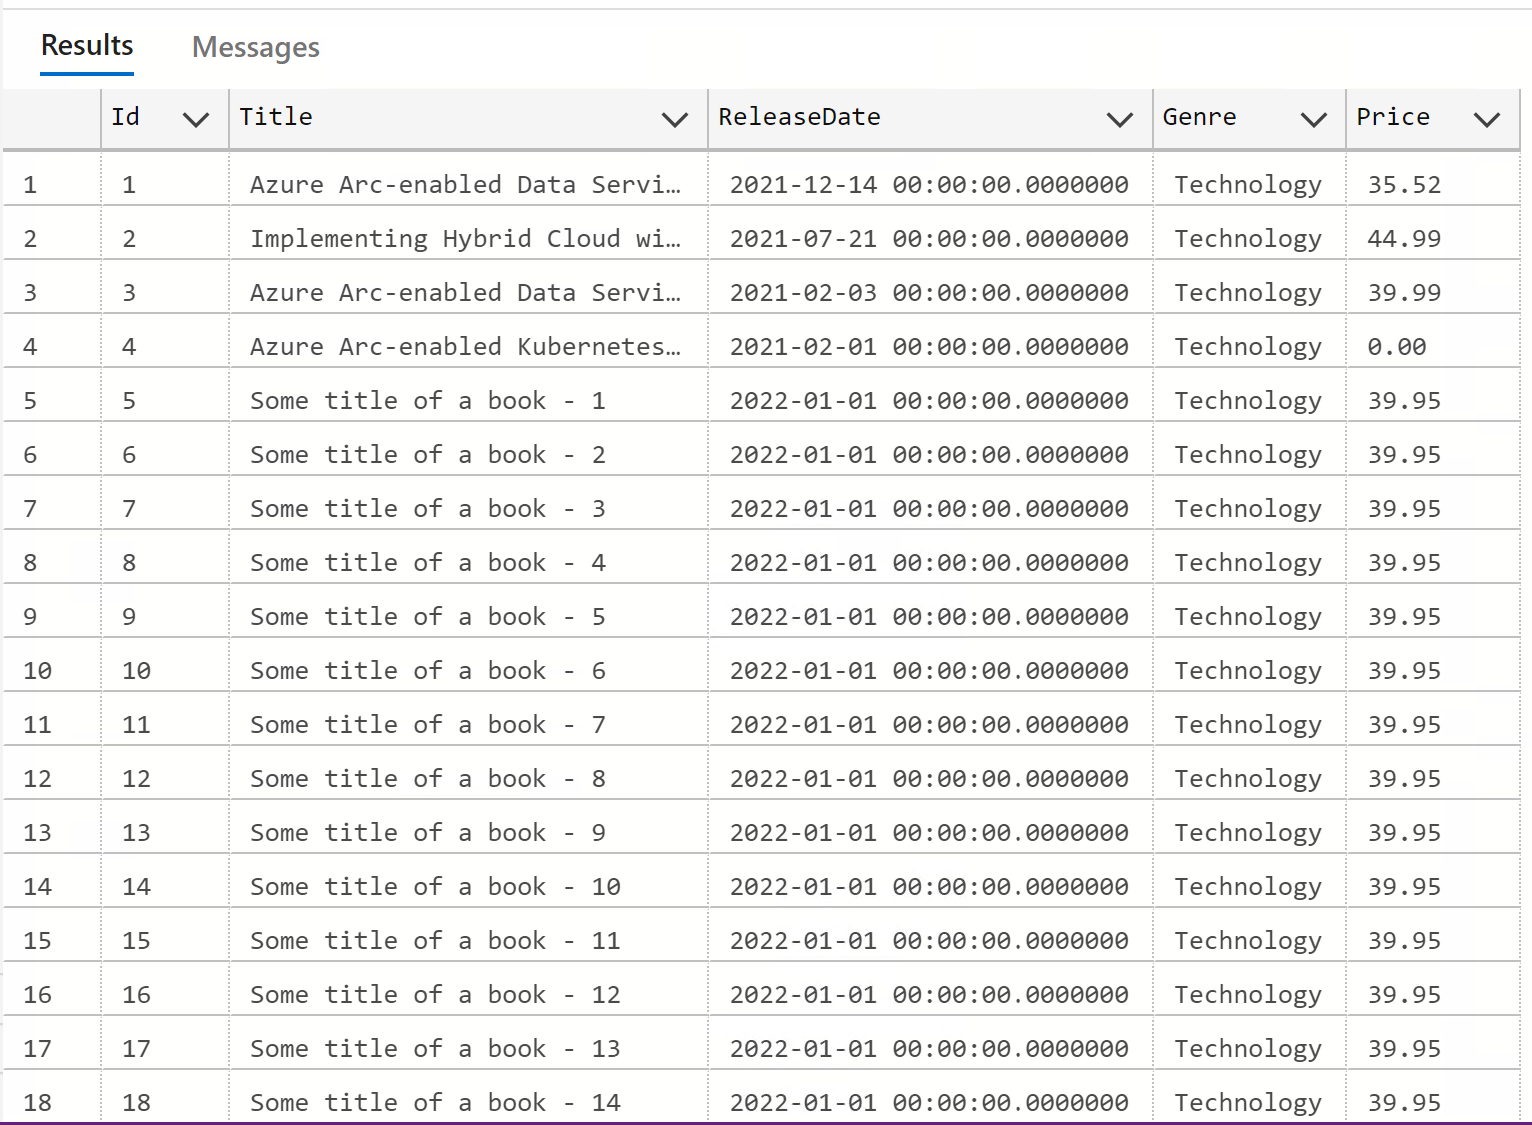 Results Messages
Id Title ReleaseDate Genre Price
1 1 Azure Arc-enabled Data Servi… 2021-12-14 00:00:00.0000000 Technology 35.52
2 2 Implementing Hybrid Cloud wi… 2021-07-21 00:00:00.0000000 Technology 44.99
3 3 Azure Arc-enabled Data Servi… 2021-02-03 00:00:00.0000000 Technology 39.99
4 4 Azure Arc-enabled Kubernetes… 2021-02-01 00:00:00.0000000 Technology 0.00
5 5 Some title of a book - 1 2022-01-01 00:00:00.0000000 Technology 39.95
6 6 Some title of a book - 2 2022-01-01 00:00:00.0000000 Technology 39.95
7 7 Some title of a book - 3 2022-01-01 00:00:00.0000000 Technology 39.95
8 8 Some title of a book - 4 2022-01-01 00:00:00.0000000 Technology 39.95
9 9 Some title of a book - 5 2022-01-01 00:00:00.0000000 Technology 39.95
10 10 Some title of a book - 6 2022-01-01 00:00:00.0000000 Technology 39.95
11 11 Some title of a book - 7 2022-01-01 00:00:00.0000000 Technology 39.95
12 12 Some title of a book - 8 2022-01-01 00:00:00.0000000 Technology 39.95
13 13 Some title of a book - 9 2022-01-01 00:00:00.0000000 Technology 39.95
14 14 Some title of a book - 10 2022-01-01 00:00:00.0000000 Technology 39.95
15 15 Some title of a book - 11 2022-01-01 00:00:00.0000000 Technology 39.95
16 16 Some title of a book - 12 2022-01-01 00:00:00.0000000 Technology 39.95
17 17 Some title of a book - 13 2022-01-01 00:00:00.0000000 Technology 39.95
18 18 Some title of a book - 14 2022-01-01 00:00:00.0000000 Technology 39.95